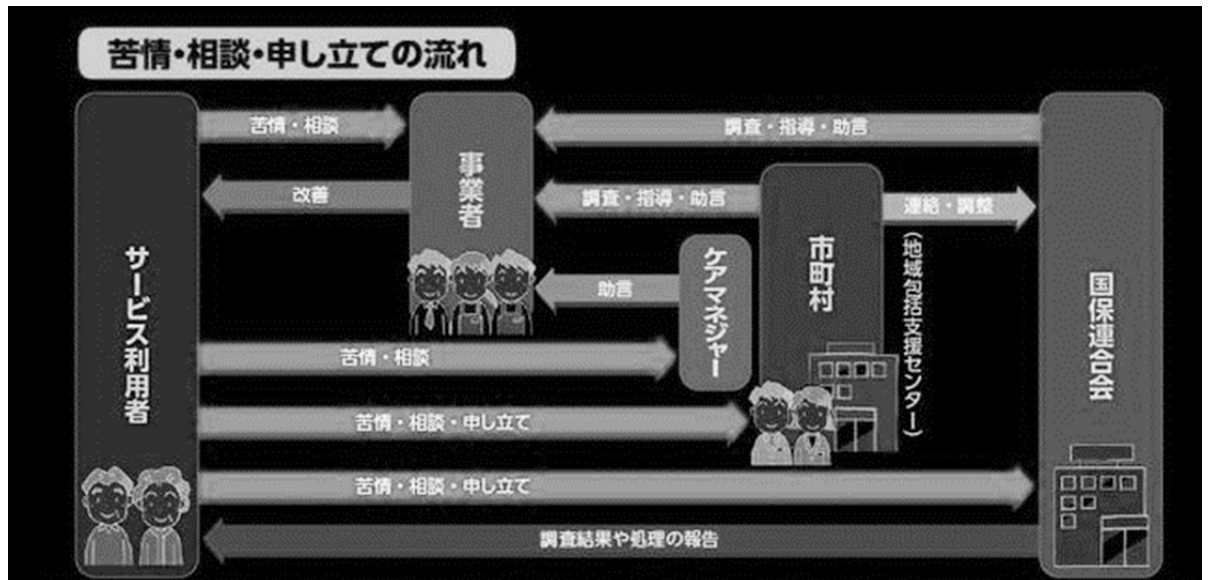 苦情・相談・申し立ての流れ
苦情・相談
調査・指導・助言
事業者
改善
調査・指導・助言
連絡・調整
サービス利用者
ケアマネジャー
市町村
(地域包括支援センター)
国保連合会
助言
苦情・相談
苦情・相談・申し立て
苦情・相談・申し立て
調査結果や処理の報告